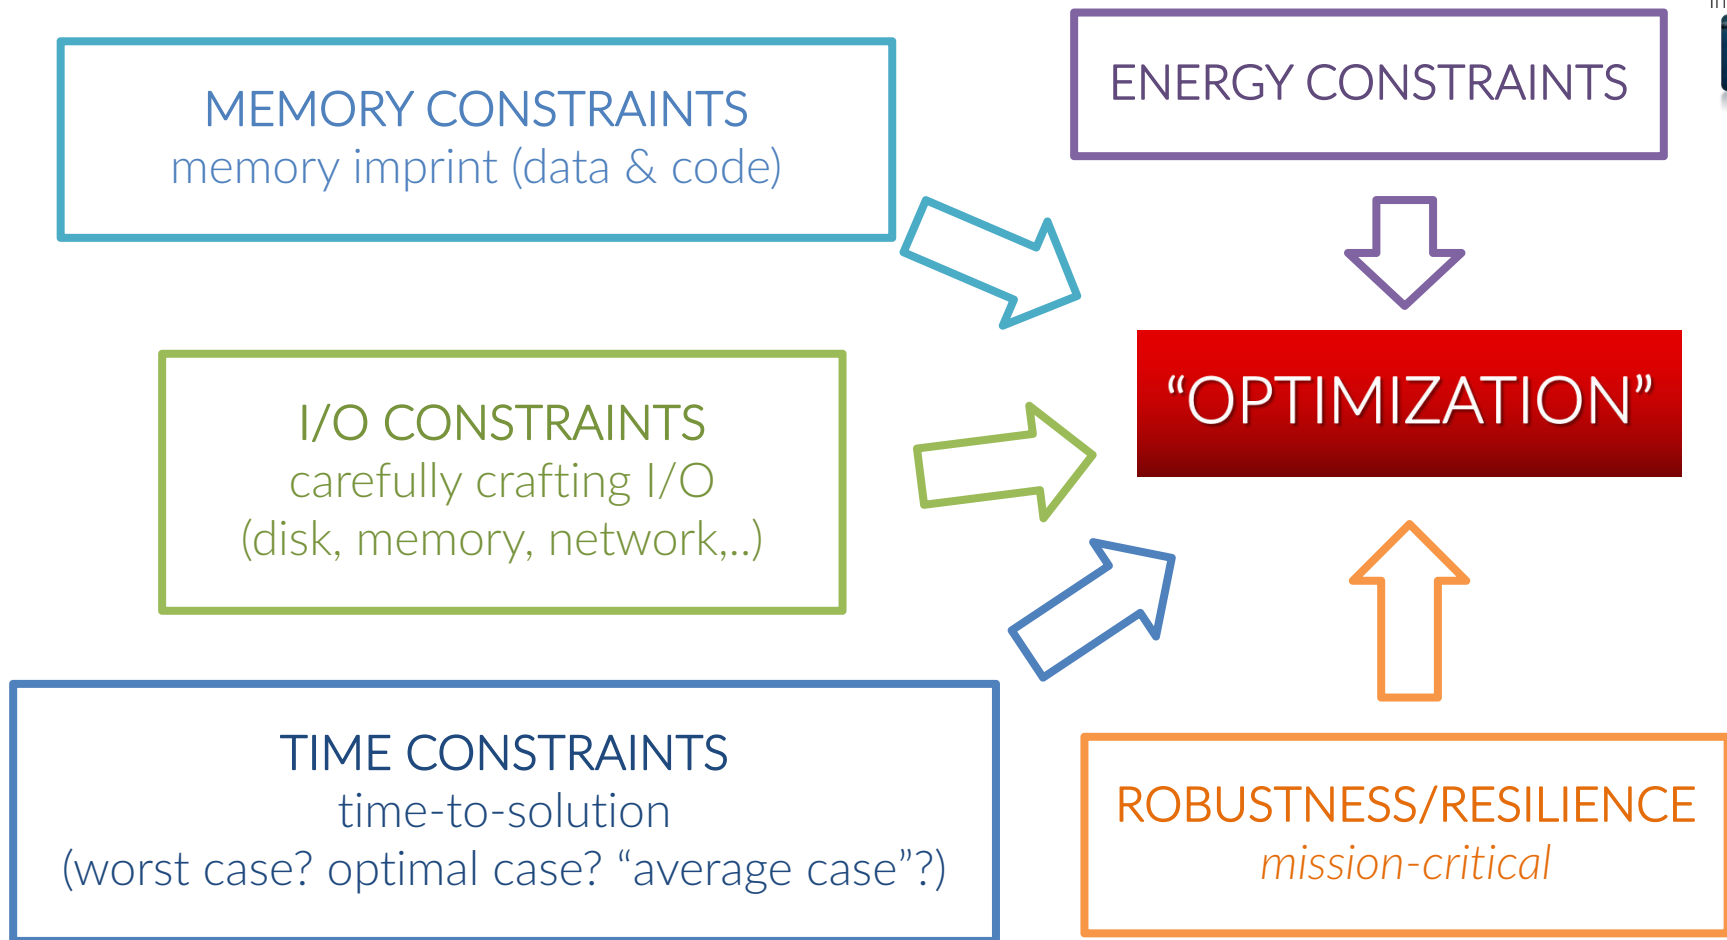 MEMORY CONSTRAINTS
memory imprint (data & code)
ENERGY CONSTRAINTS
I/O CONSTRAINTS
carefully crafting I/O
(disk, memory, network,..)
“OPTIMIZATION”
TIME CONSTRAINTS
time-to-solution
(worst case? optimal case? “average case”?)
ROBUSTNESS/RESILIENCE
mission-critical